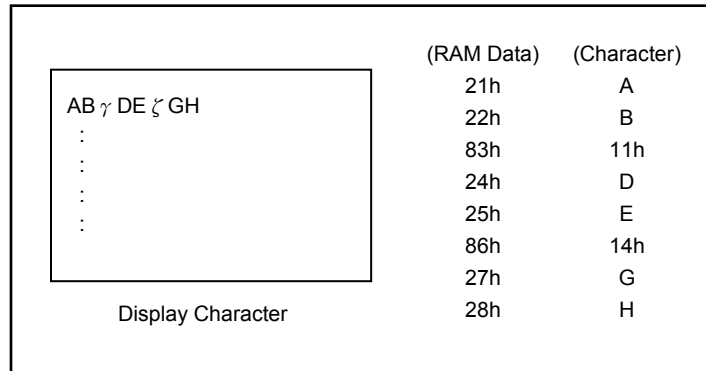 AB γ DE ζ GH
:
:
:
:
Display Character
(RAM Data) (Character)
21h A
22h B
83h 11h
24h D
25h E
86h 14h
27h G
28h H